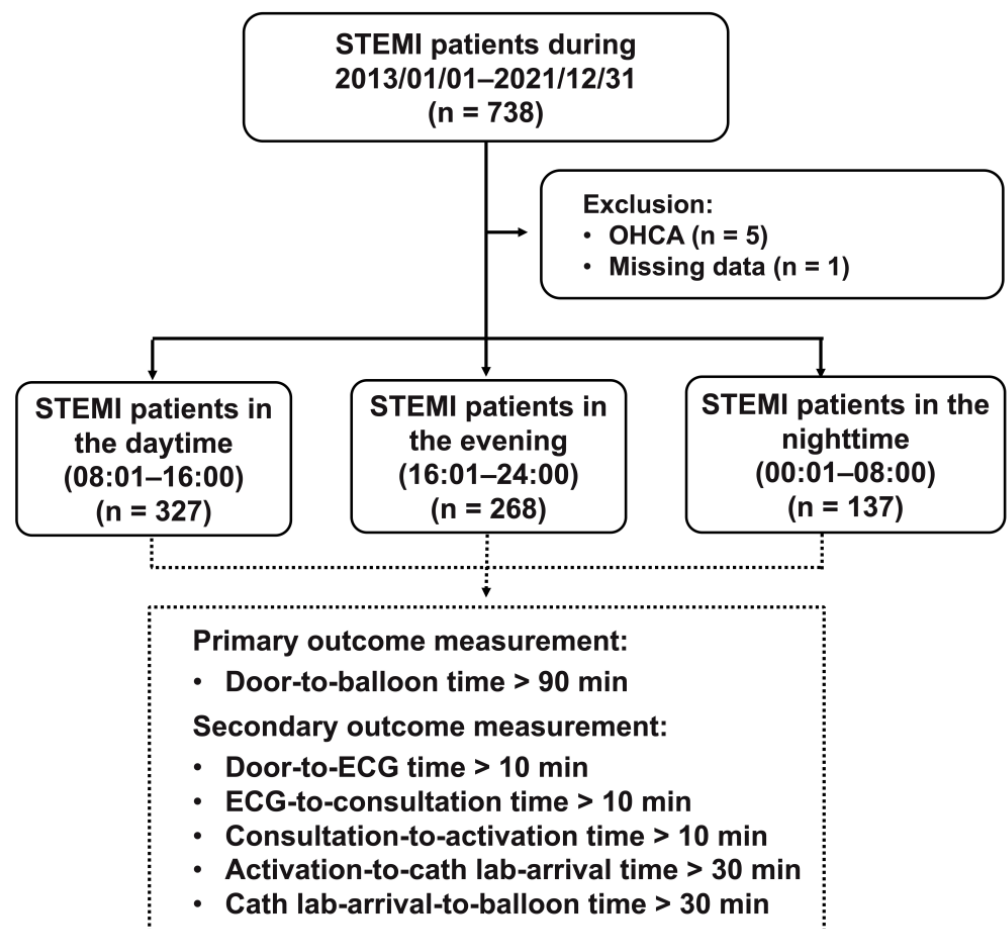 STEMI patients during
2013/01/01–2021/12/31
(n = 738)
Exclusion:
• OHCA (n = 5)
• Missing data (n = 1)
STEMI patients in
the daytime
(08:01–16:00)
(n = 327)
STEMI patients in
the evening
(16:01–24:00)
(n = 268)
STEMI patients in the
nighttime
(00:01–08:00)
(n = 137)
Primary outcome measurement:
• Door-to-balloon time > 90 min
Secondary outcome measurement:
• Door-to-ECG time > 10 min
• ECG-to-consultation time > 10 min
• Consultation-to-activation time > 10 min
• Activation-to-cath lab-arrival time > 30 min
• Cath lab-arrival-to-balloon time > 30 min